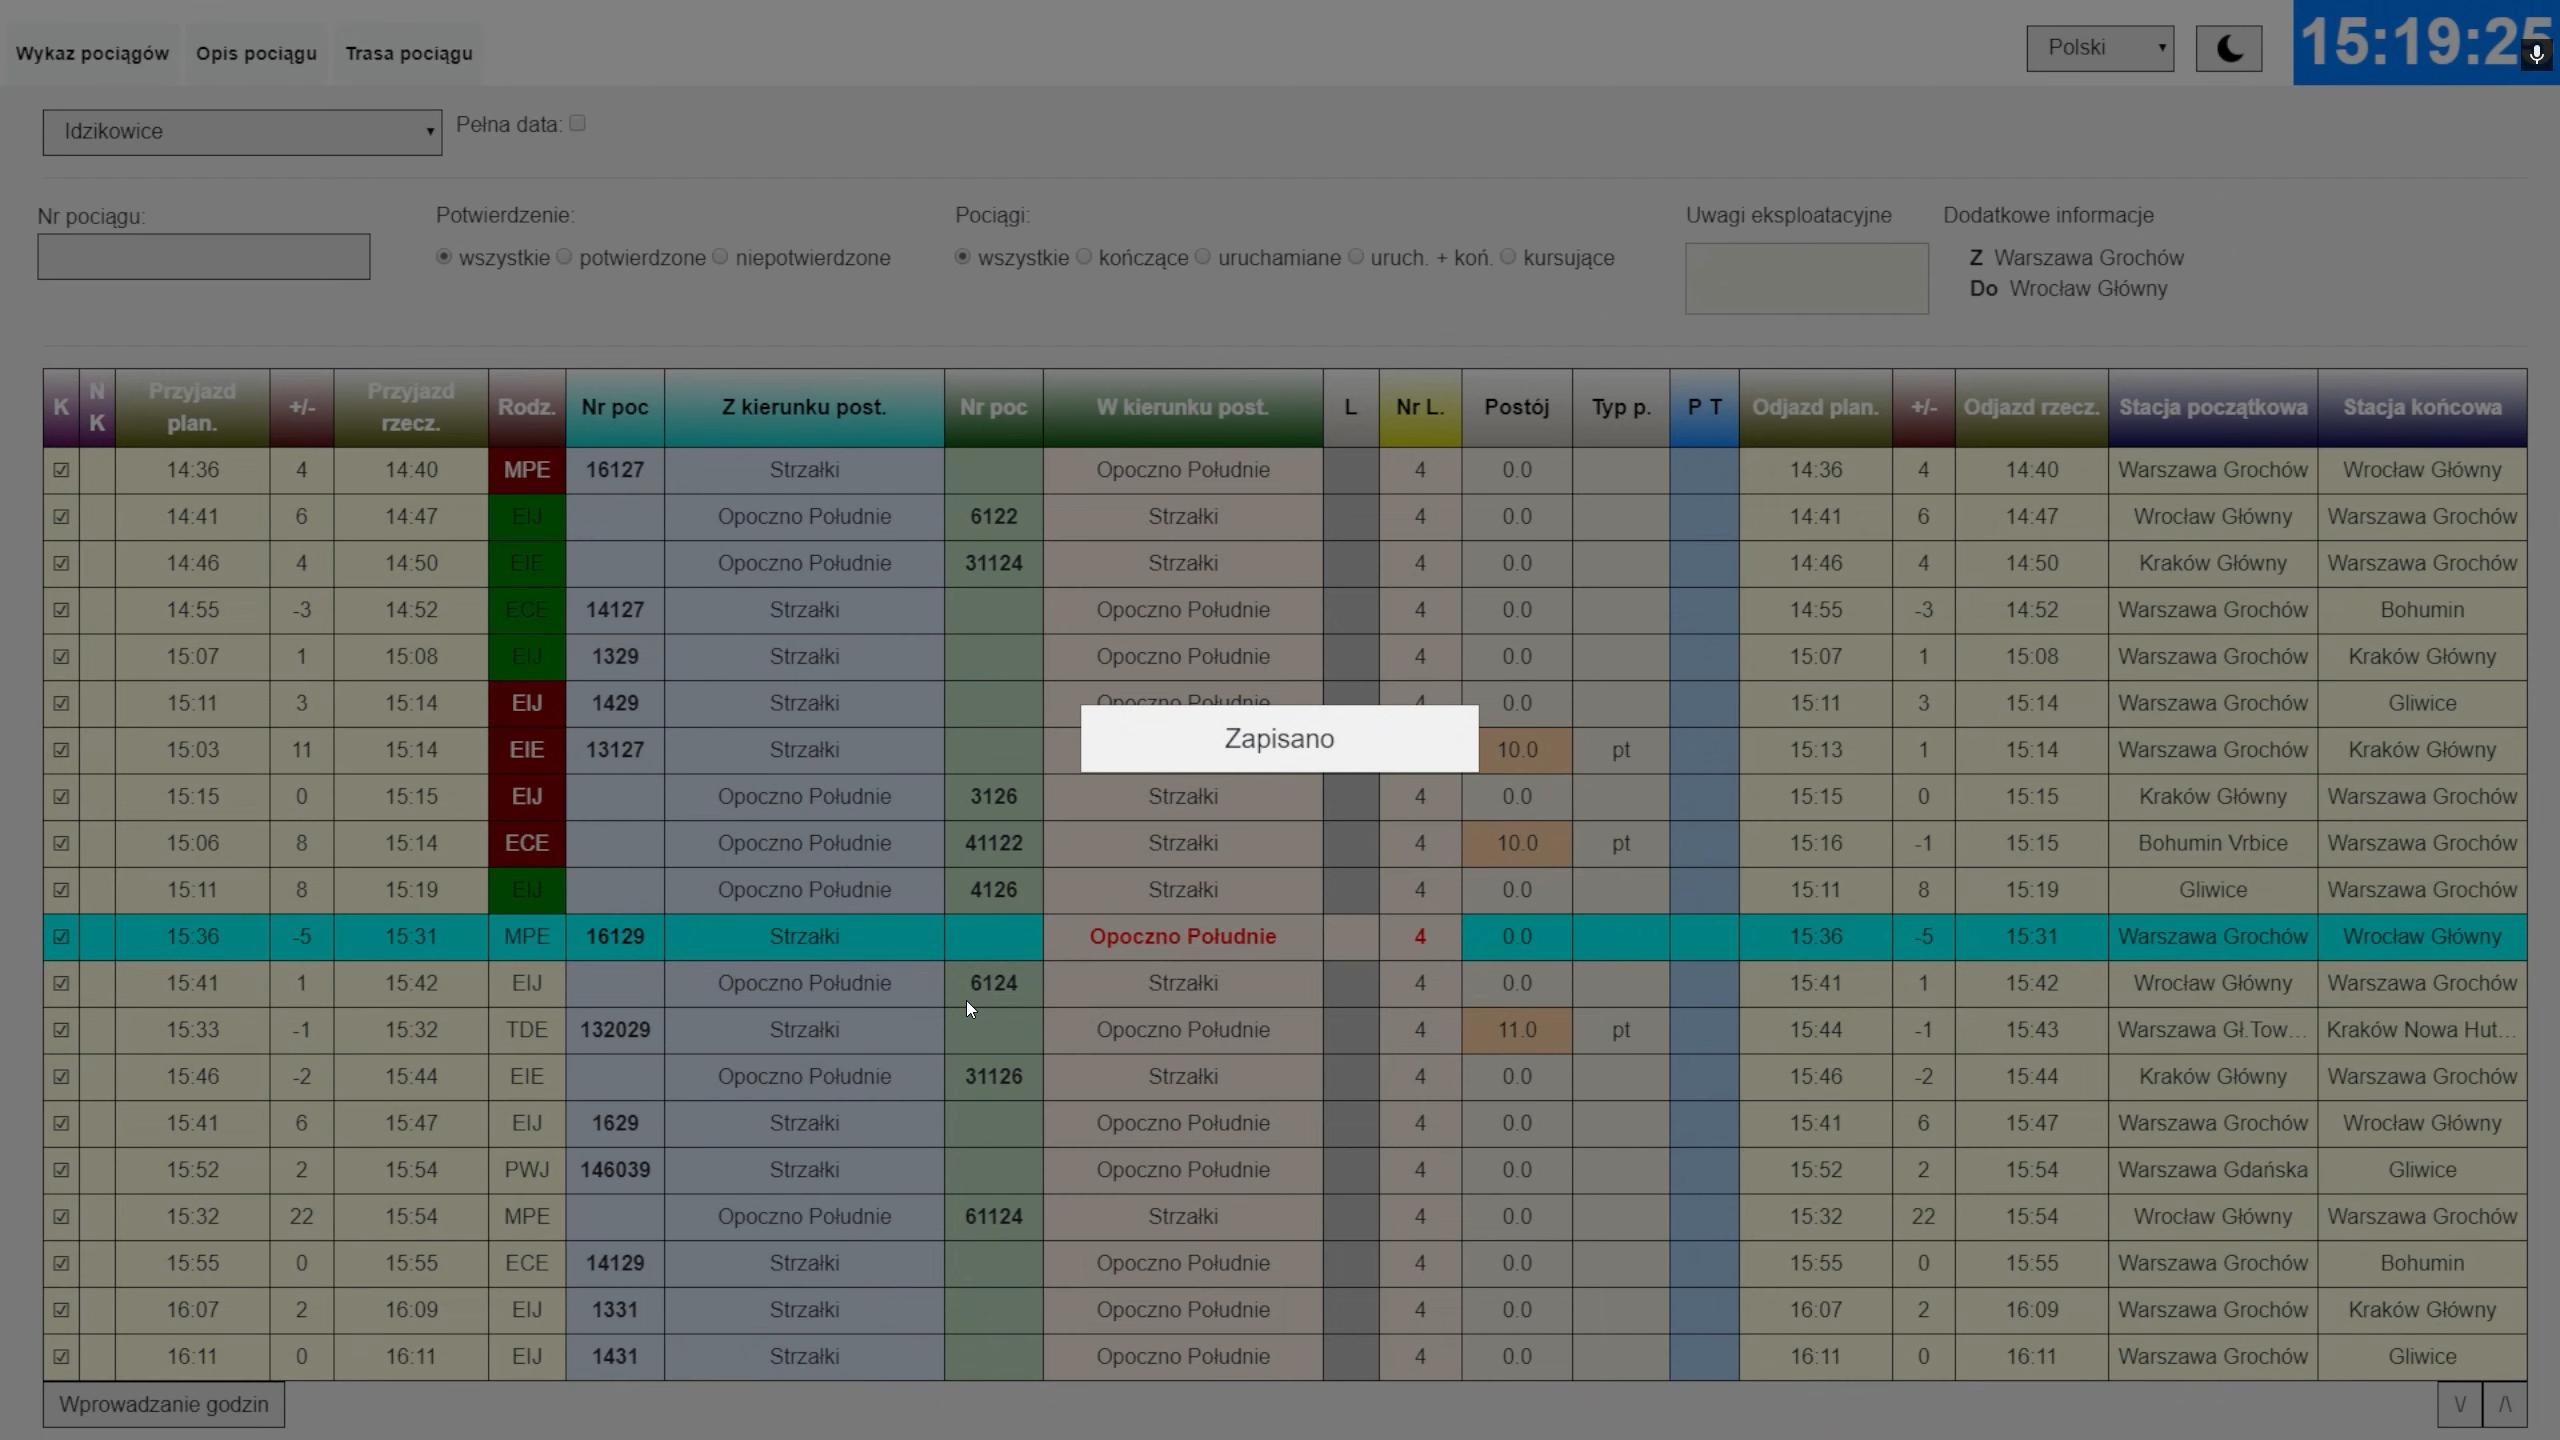 Wykaz pociągów Opis pociągu Trasa pociągu Polski 15:19:25
Idzikowice Pełna data:
Nr pociągu: Potwierdzenie: Pociągi: Uwagi eksploatacyjne Dodatkowe informacje
wszystkie potwierdzone niepotwierdzone wszystkie kończące uruchamiane uruch. + koń. kursujące Z Warszawa Grochów
Do Wrocław Główny
K N K Przyjazd plan. +/- Przyjazd rzecz. Rodz. Nr poc Z kierunku post. Nr poc W kierunku post. L Nr L. Postój Typ p. P T Odjazd plan. +/- Odjazd rzecz. Stacja początkowa Stacja końcowa
14:36 4 14:40 MPE 16127 Strzałki Opoczno Południe 4 0.0 14:36 4 14:40 Warszawa Grochów Wrocław Główny
14:41 6 14:47 EIJ Opoczno Południe 6122 Strzałki 4 0.0 14:41 6 14:47 Wrocław Główny Warszawa Grochów
14:46 4 14:50 EIE Opoczno Południe 31124 Strzałki 4 0.0 14:46 4 14:50 Kraków Główny Warszawa Grochów
14:55 -3 14:52 ECE 14127 Strzałki Opoczno Południe 4 0.0 14:55 -3 14:52 Warszawa Grochów Bohumin
15:07 1 15:08 EIJ 1329 Strzałki Opoczno Południe 4 0.0 15:07 1 15:08 Warszawa Grochów Kraków Główny
15:11 3 15:14 EIJ 1429 Strzałki Opoczno Południe 4 0.0 15:11 3 15:14 Warszawa Grochów Gliwice
15:03 11 15:14 EIE 13127 Strzałki 10.0 pt 15:13 1 15:14 Warszawa Grochów Kraków Główny
Zapisano
15:15 0 15:15 EIJ Opoczno Południe 3126 Strzałki 4 0.0 15:15 0 15:15 Kraków Główny Warszawa Grochów
15:06 8 15:14 ECE Opoczno Południe 41122 Strzałki 4 10.0 pt 15:16 -1 15:15 Bohumin Vrbice Warszawa Grochów
15:11 8 15:19 EIJ Opoczno Południe 4126 Strzałki 4 0.0 15:11 8 15:19 Gliwice Warszawa Grochów
15:36 -5 15:31 MPE 16129 Strzałki Opoczno Południe 4 0.0 15:36 -5 15:31 Warszawa Grochów Wrocław Główny
15:41 1 15:42 EIJ Opoczno Południe 6124 Strzałki 4 0.0 15:41 1 15:42 Wrocław Główny Warszawa Grochów
15:33 -1 15:32 TDE 132029 Strzałki Opoczno Południe 4 11.0 pt 15:44 -1 15:43 Warszawa Gł.Tow... Kraków Nowa Hut...
15:46 -2 15:44 EIE Opoczno Południe 31126 Strzałki 4 0.0 15:46 -2 15:44 Kraków Główny Warszawa Grochów
15:41 6 15:47 EIJ 1629 Strzałki Opoczno Południe 4 0.0 15:41 6 15:47 Warszawa Grochów Wrocław Główny
15:52 2 15:54 PWJ 146039 Strzałki Opoczno Południe 4 0.0 15:52 2 15:54 Warszawa Gdańska Gliwice
15:32 22 15:54 MPE Opoczno Południe 61124 Strzałki 4 0.0 15:32 22 15:54 Wrocław Główny Warszawa Grochów
15:55 0 15:55 ECE 14129 Strzałki Opoczno Południe 4 0.0 15:55 0 15:55 Warszawa Grochów Bohumin
16:07 2 16:09 EIJ 1331 Strzałki Opoczno Południe 4 0.0 16:07 2 16:09 Warszawa Grochów Kraków Główny
16:11 0 16:11 EIJ 1431 Strzałki Opoczno Południe 4 0.0 16:11 0 16:11 Warszawa Grochów Gliwice
Wprowadzanie godzin \/ /\